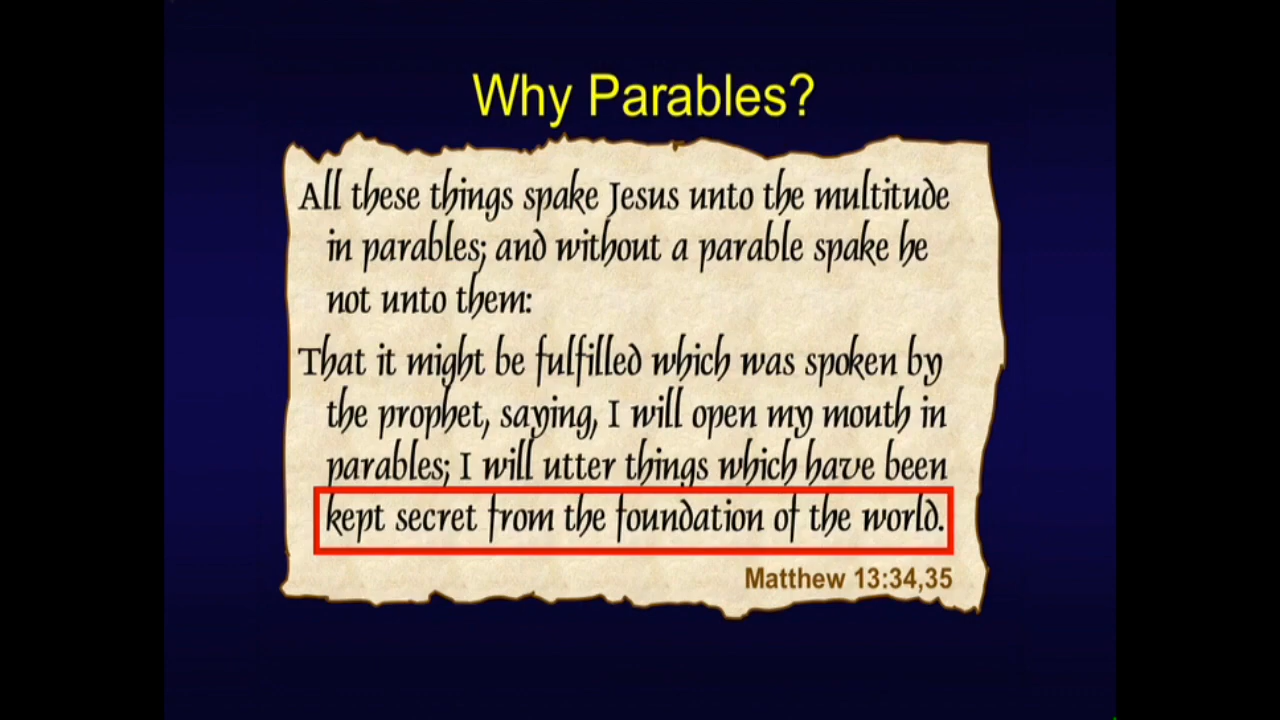 Why Parables?
All these things spake Jesus unto the multitude
in parables; and without a parable spake he
not unto them:
That it might be fulfilled which was spoken by
the prophet, saying, I will open my mouth in
parables; I will utter things which have been
kept secret from the foundation of the world.
Matthew 13:34,35